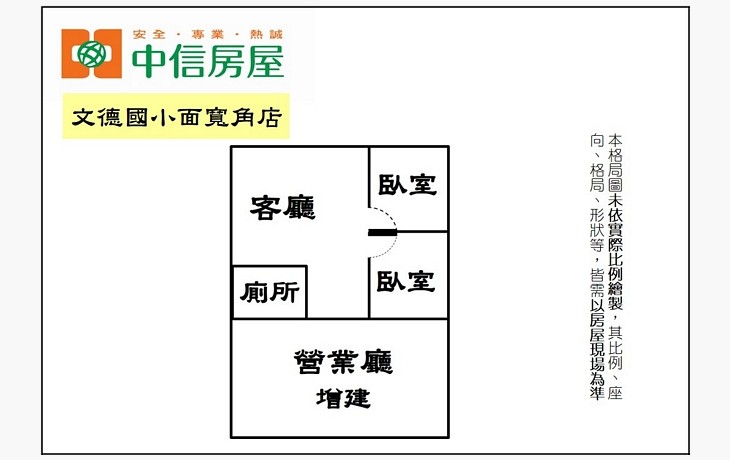 安全·專業·熱誠
中信房屋
文德國小面寬角店
臥室
客廳
臥室
廁所
營業廳
增建
本格局圖未依實際比例繪製，其比例、座
向、格局、形狀等，皆需以房屋現場為準